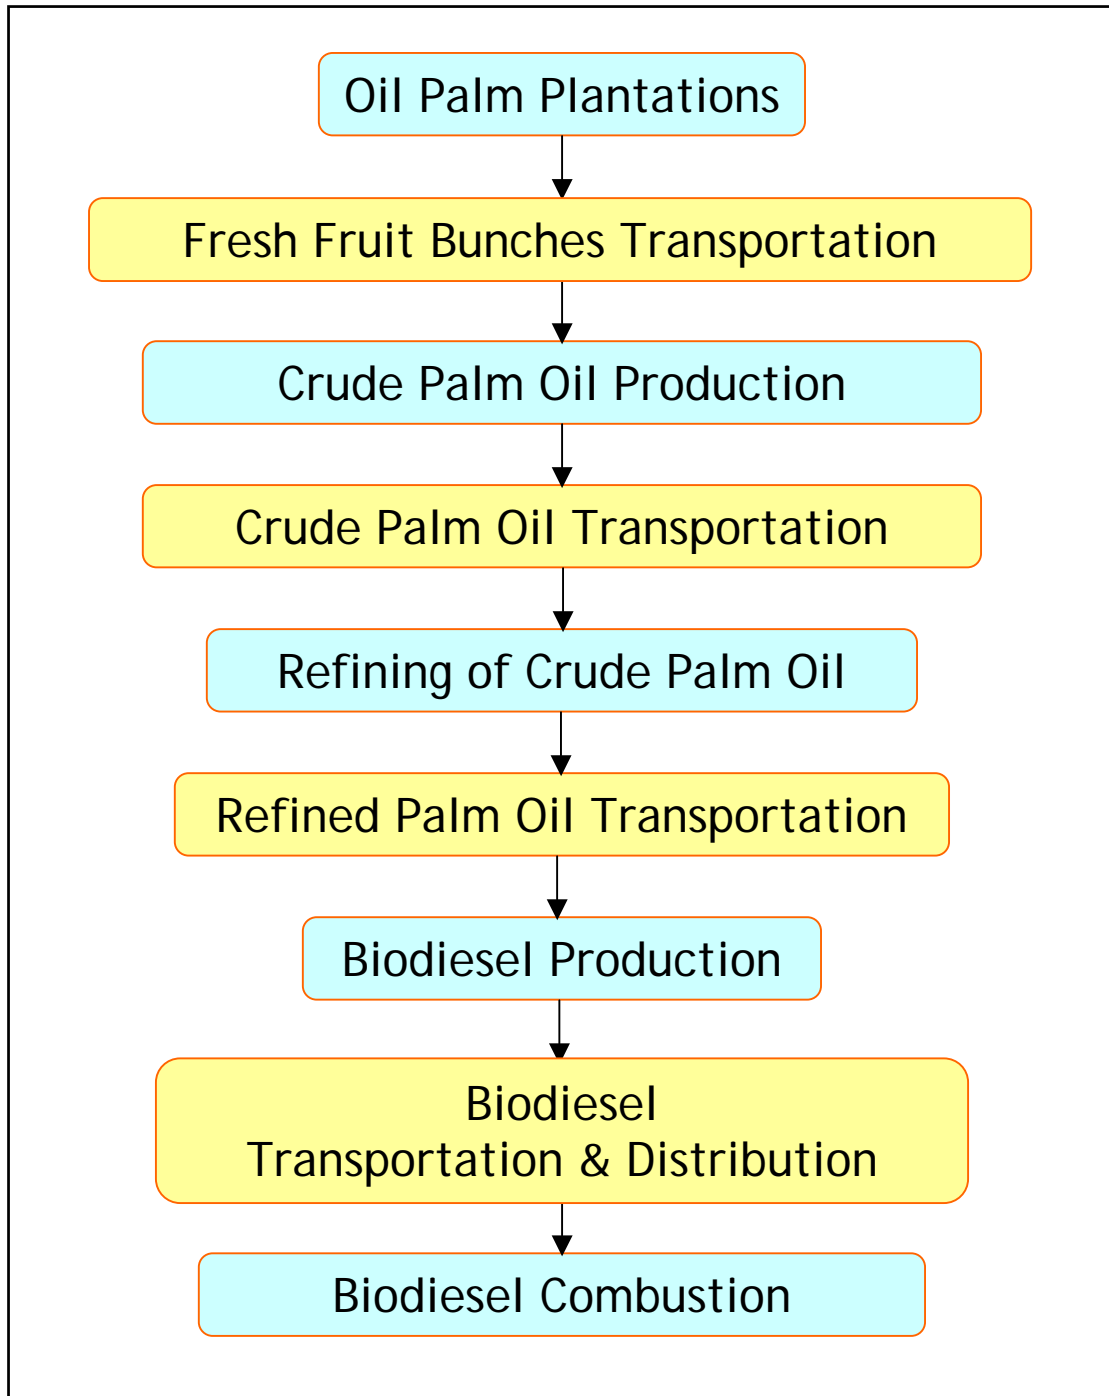 Oil Palm Plantations
Fresh Fruit Bunches Transportation
Crude Palm Oil Production
Crude Palm Oil Transportation
Refining of Crude Palm Oil
Refined Palm Oil Transportation
Biodiesel Production
Biodiesel
Transportation & Distribution
Biodiesel Combustion